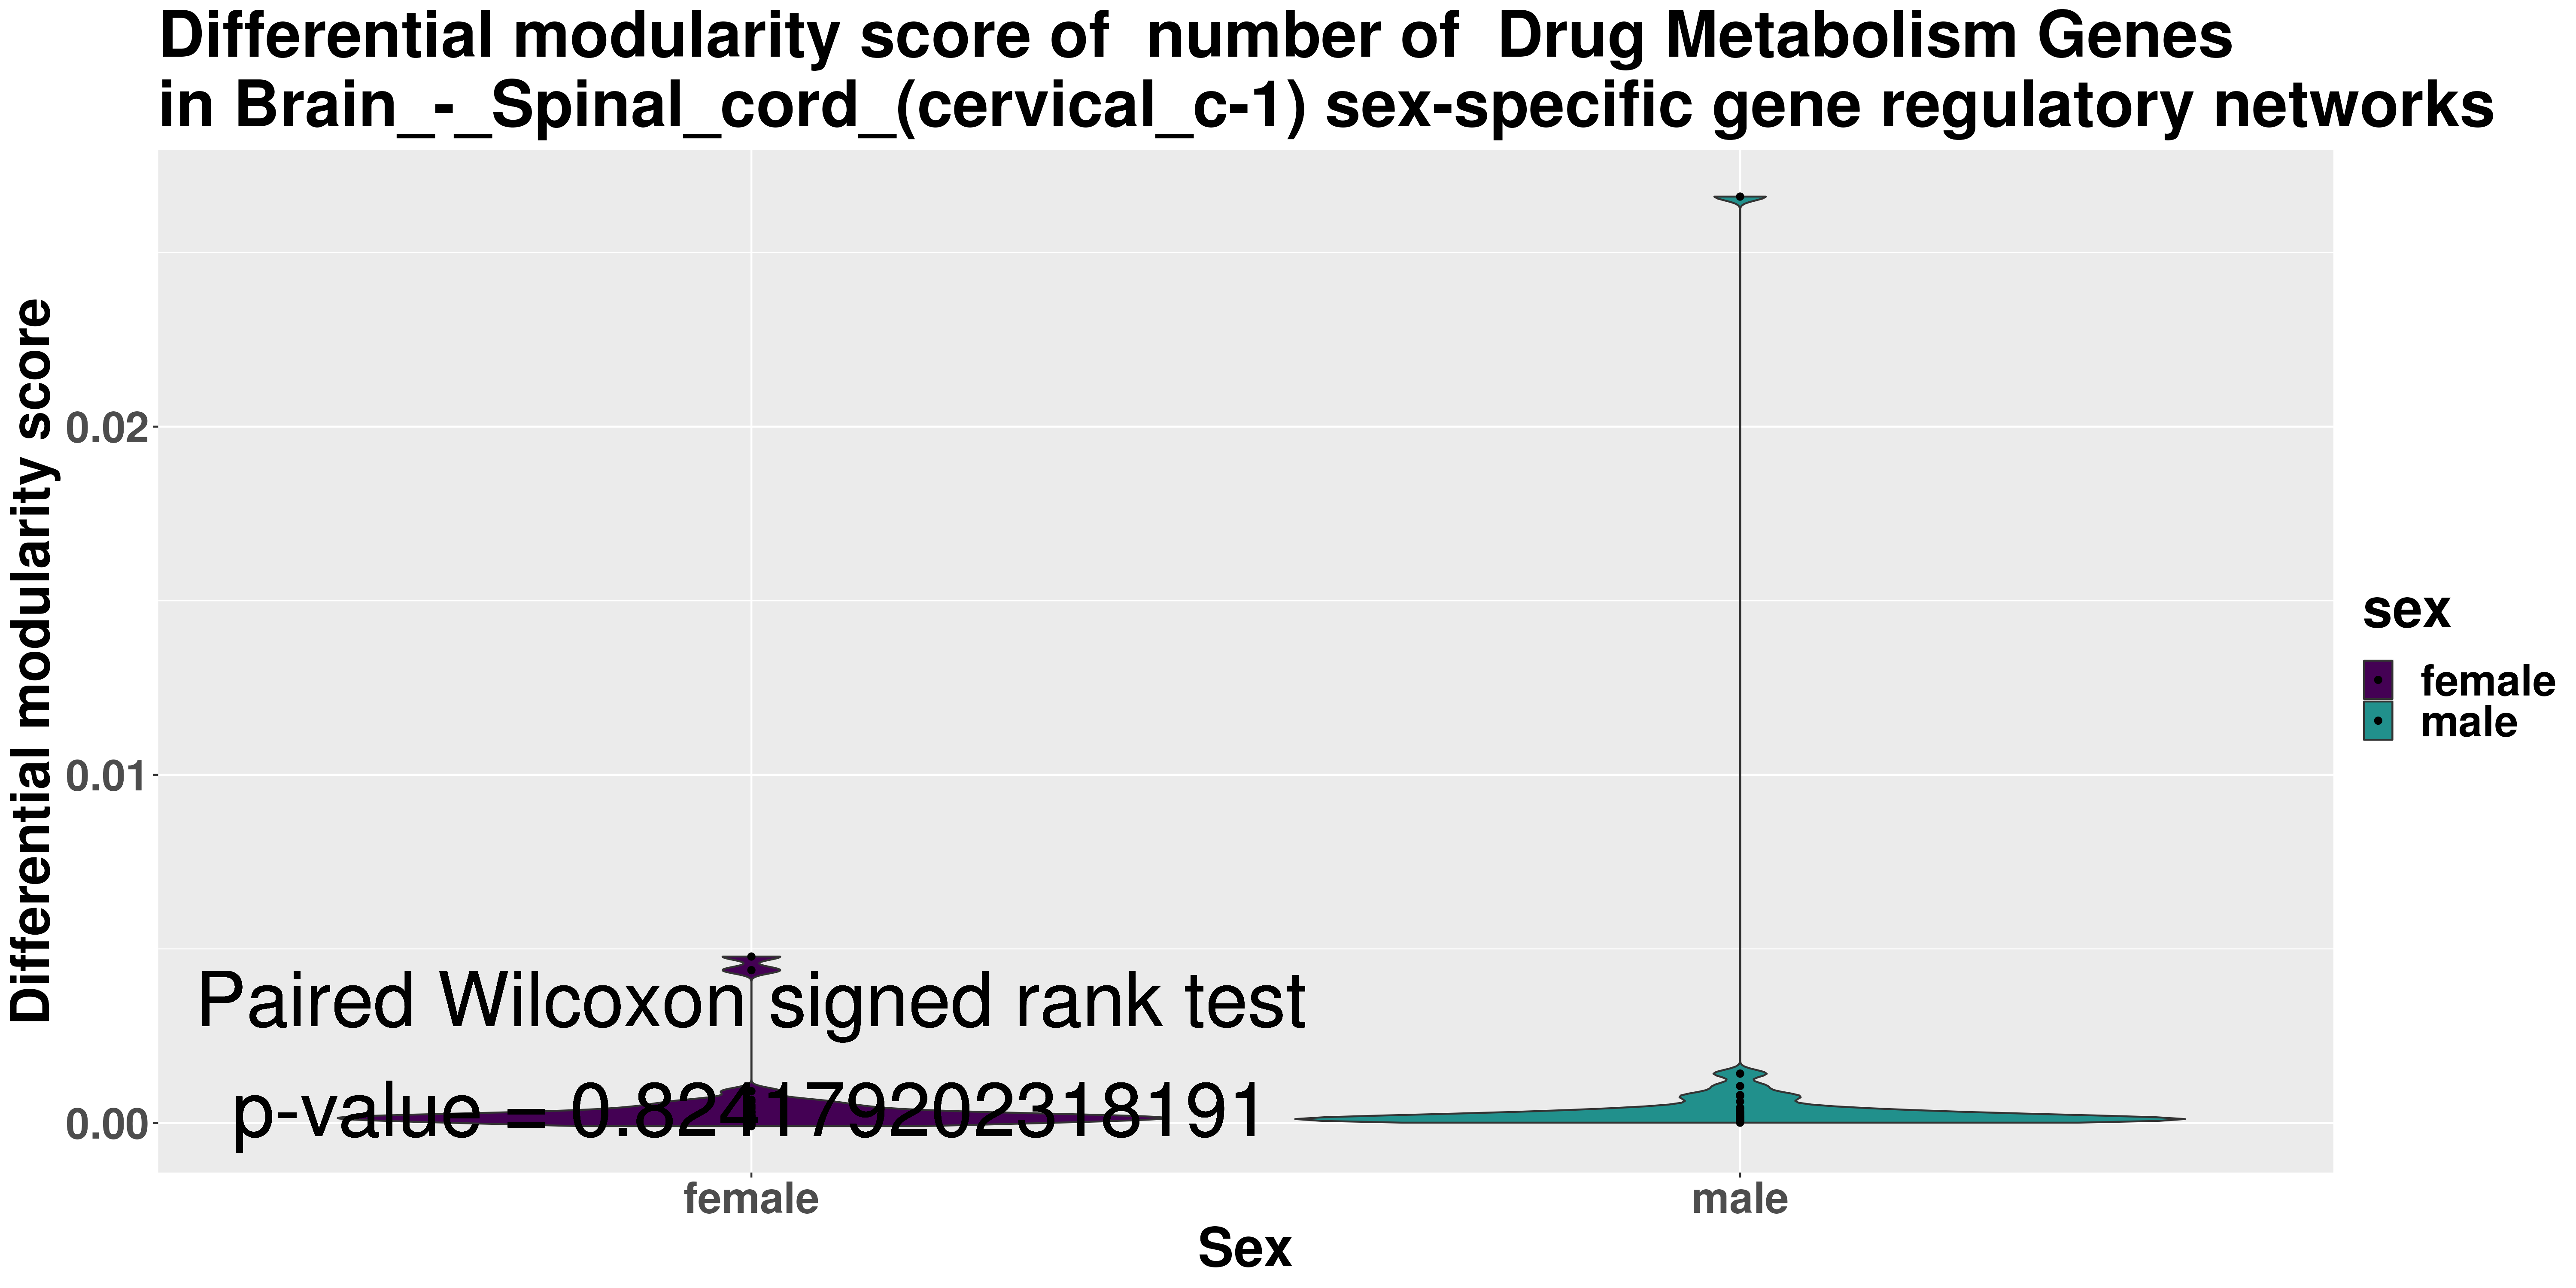 Differential modularity score of  number of  Drug Metabolism Genes
in Brain_-_Spinal_cord_(cervical_c-1) sex-specific gene regulatory networks
Differential modularity score
0.02
0.01
0.00
Paired Wilcoxon signed rank test
p-value = 0.824179202318191
female
male
Sex
sex
female
male